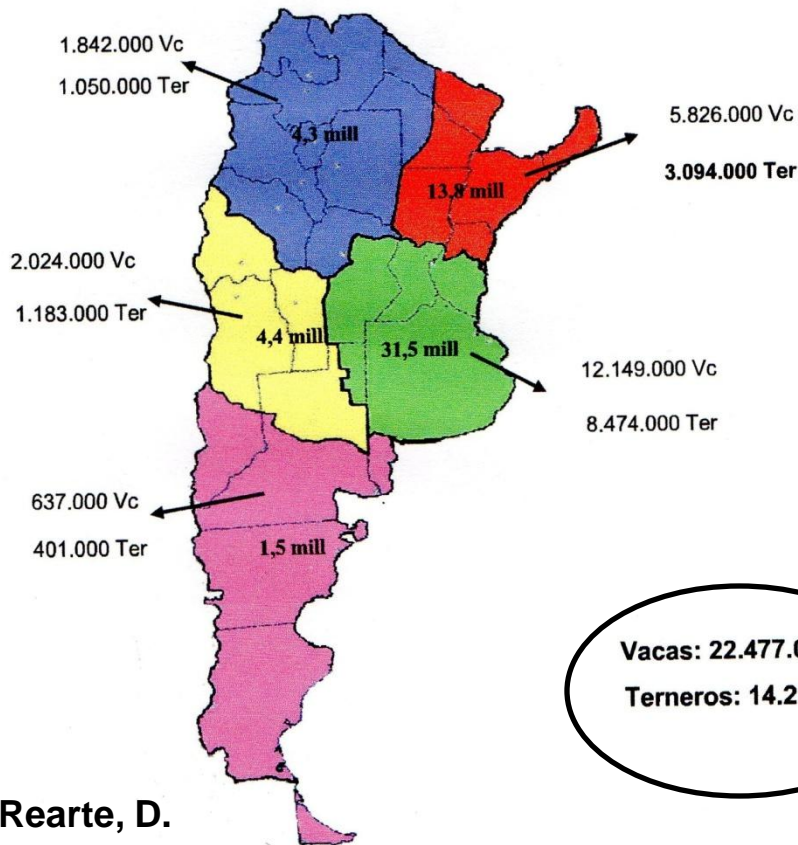 1.842.000 Vc
1.050.000 Ter
4,3 mill
5.826.000 Vc
3.094.000 Ter
13,8 mill
2.024.000 Vc
1.183.000 Ter
4,4 mill
31,5 mill
12.149.000 Vc
8.474.000 Ter
637.000 Vc
401.000 Ter
1,5 mill
Vacas: 22.477.0
Terneros: 14.2
Rearte, D.